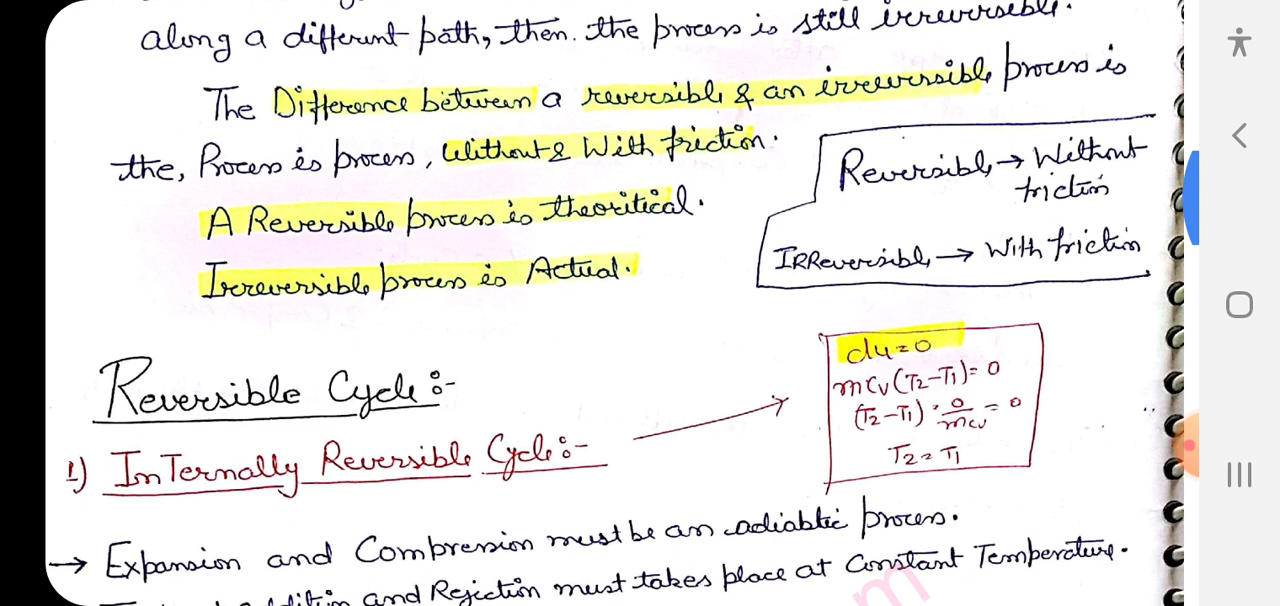 along a different path, then. the process is still irreversible.
The Difference between a reversible & an irreversible process is
the, Process is process, Without & With friction.
A Reversible process is theoritical.
Irreversible process is Actual.
Reversible → Without
friction
IRReversible → With friction
du=0
mCv(T2-T1)=0
(T2-T1) = 0/mcv = 0
T2=T1
Reversible Cycle:-
1) InTernally Reversible Cycle:-
→ Expansion and Compression must be an adiabtic process.
and Rejection must takes place at Constant Temperature.